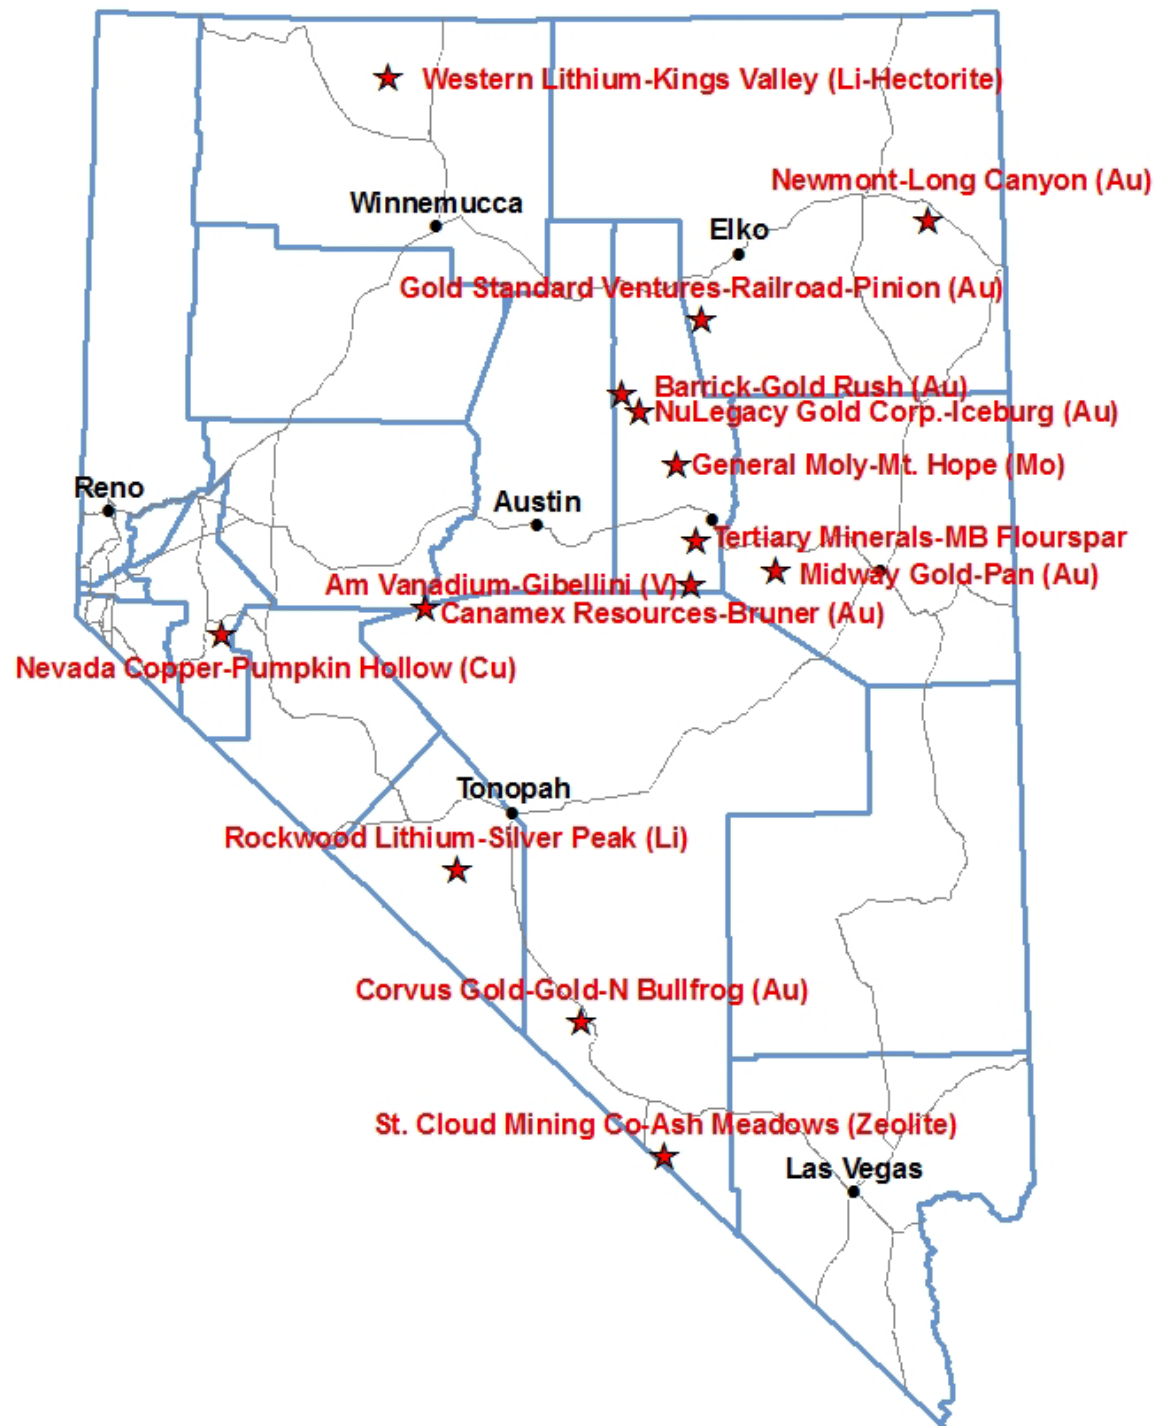 Western Lithium-Kings Valley (Li-Hectorite)
Newmont-Long Canyon (Au)
Winnemucca
Elko
Gold Standard Ventures-Railroad-Pinion (Au)
Barrick-Gold Rush (Au)
NuLegacy Gold Corp.-Iceburg (Au)
General Moly-Mt. Hope (Mo)
Reno
Austin
Tertiary Minerals-MB Flourspar
Midway Gold-Pan (Au)
Am Vanadium-Gibellini (V)
Canamex Resources-Bruner (Au)
Nevada Copper-Pumpkin Hollow (Cu)
Tonopah
Rockwood Lithium-Silver Peak (Li)
Corvus Gold-Gold-N Bullfrog (Au)
St. Cloud Mining Co-Ash Meadows (Zeolite)
Las Vegas